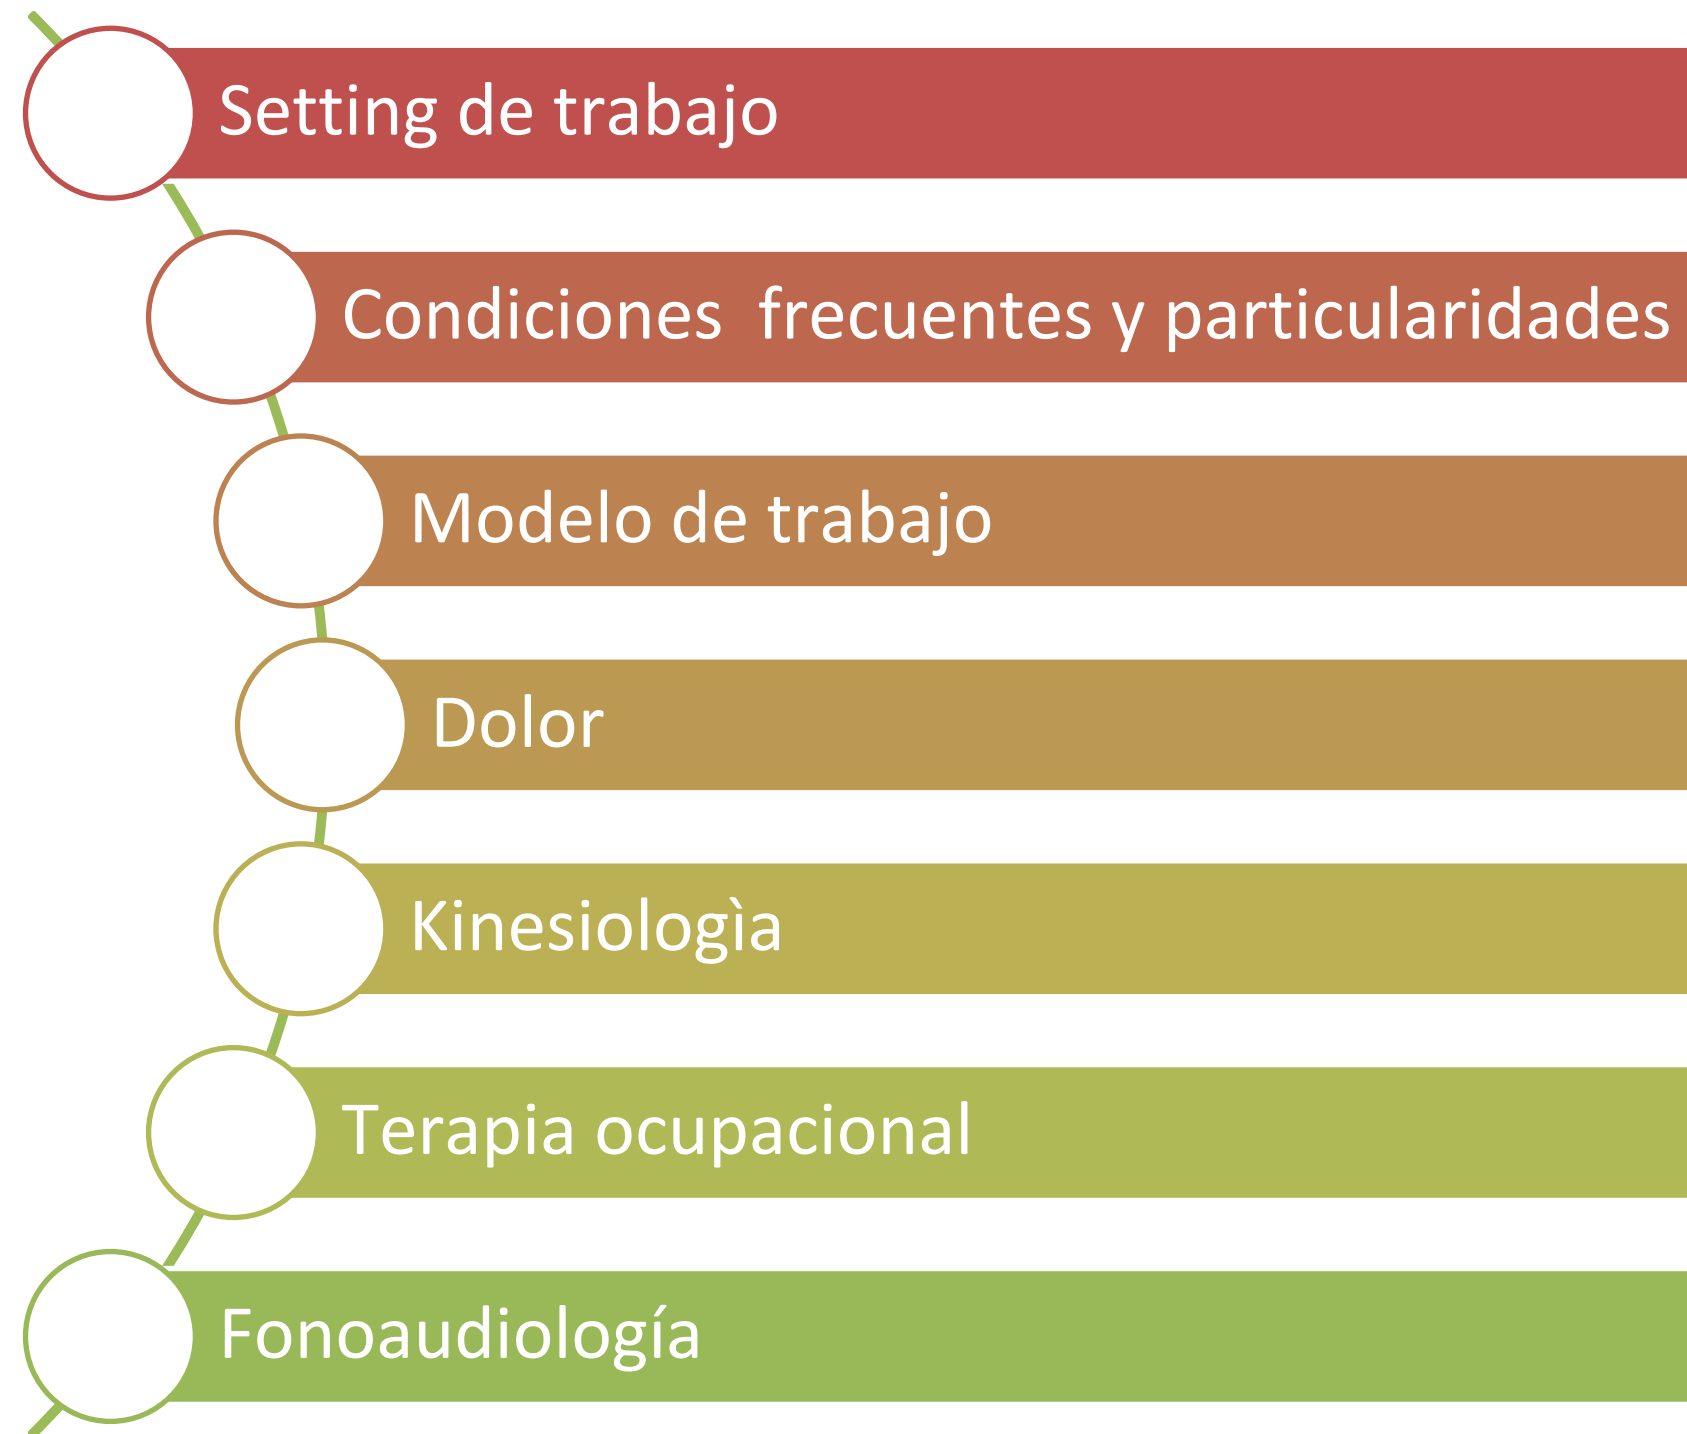 Setting de trabajo
Condiciones  frecuentes y particularidades
Modelo de trabajo
Dolor
Kinesiologìa
Terapia ocupacional
Fonoaudiología